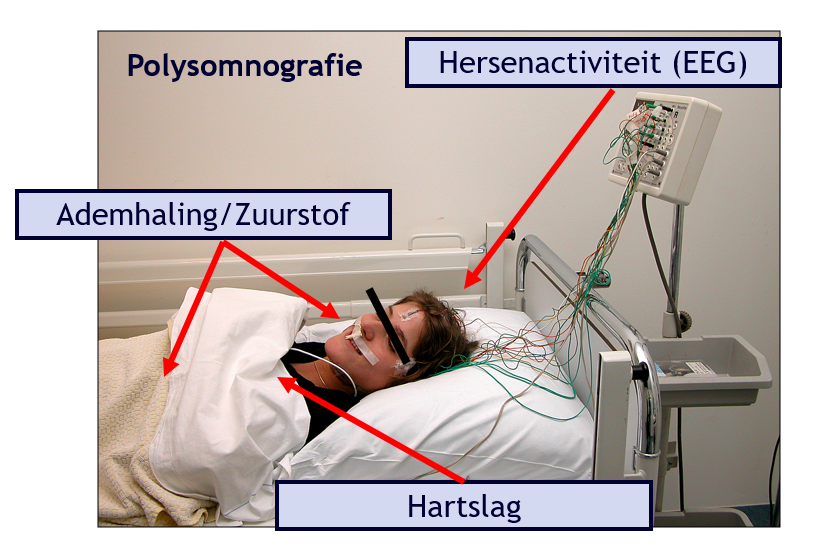 Polysomnografie
Hersenactiviteit (EEG)
Ademhaling/Zuurstof
Hartslag